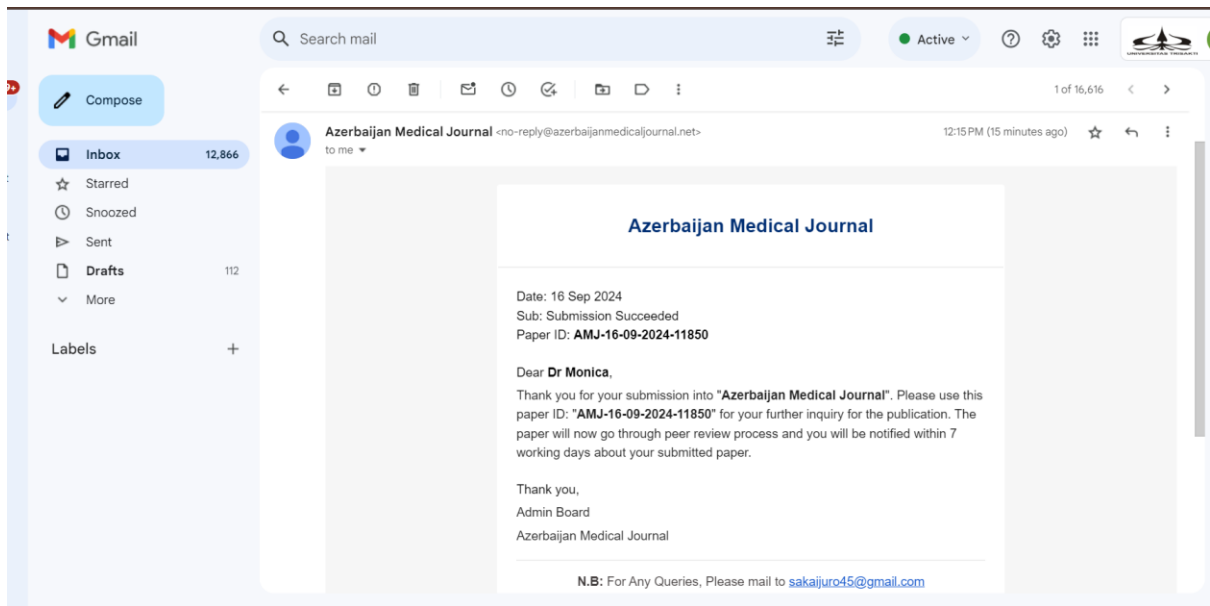 Gmail
Search mail
Active
UNIVERSITAS TRISAKTI
9+
Compose
1 of 16,616
Inbox 12,866
Starred
Snoozed
Sent
Drafts 112
More
Labels
Azerbaijan Medical Journal <no-reply@azerbaijanmedicaljournal.net>
12:15 PM (15 minutes ago)
to me
Azerbaijan Medical Journal
Date: 16 Sep 2024
Sub: Submission Succeeded
Paper ID: AMJ-16-09-2024-11850
Dear Dr Monica,
Thank you for your submission into "Azerbaijan Medical Journal". Please use this
paper ID: "AMJ-16-09-2024-11850" for your further inquiry for the publication. The
paper will now go through peer review process and you will be notified within 7
working days about your submitted paper.
Thank you,
Admin Board
Azerbaijan Medical Journal
N.B: For Any Queries, Please mail to sakaijuro45@gmail.com